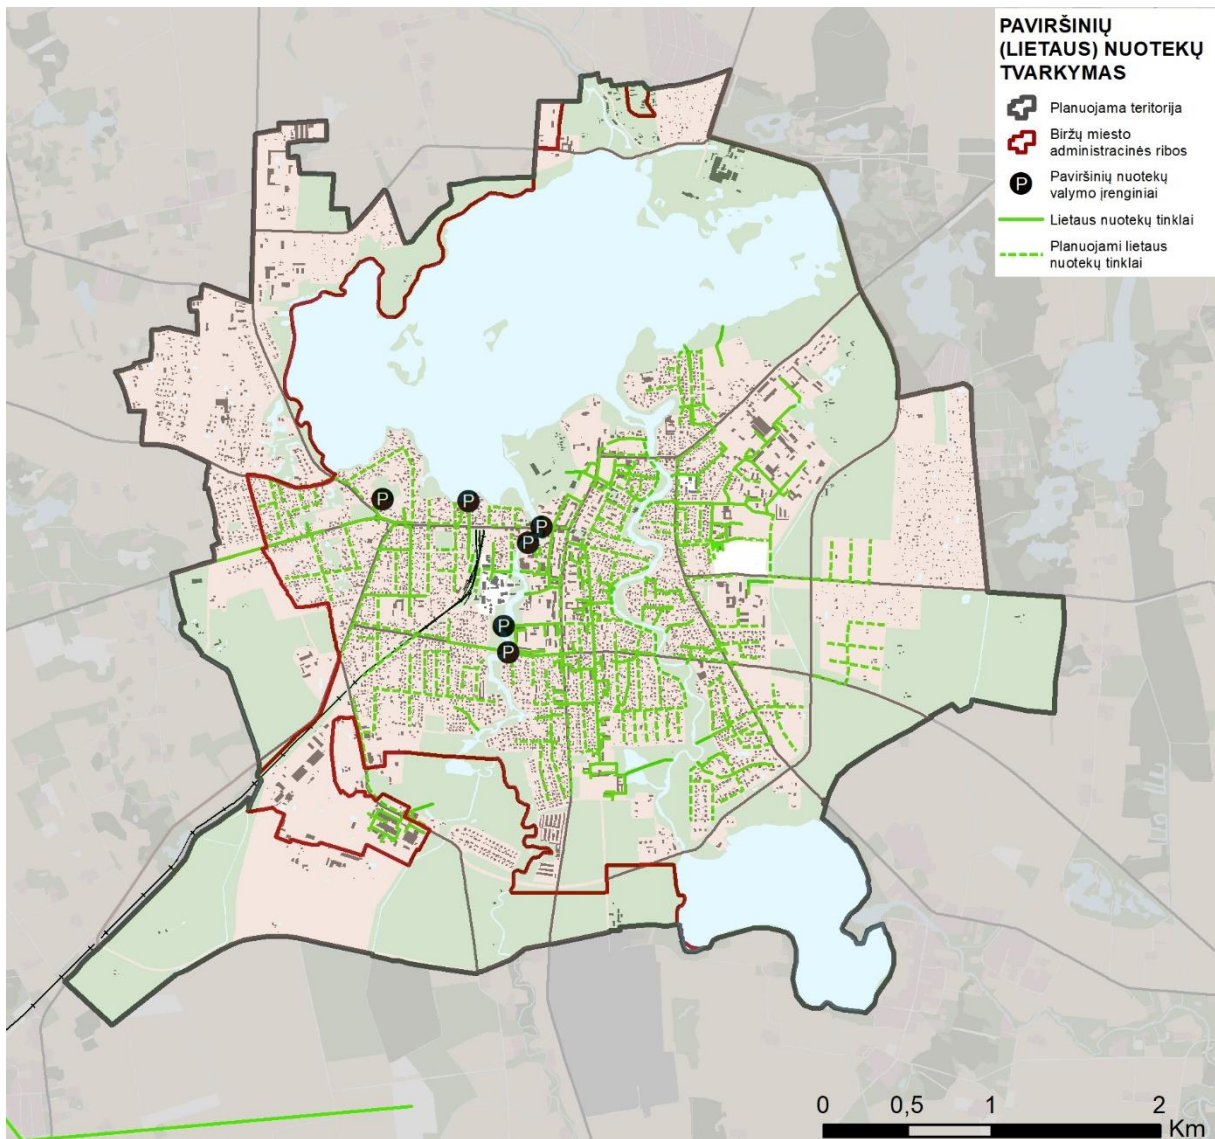 PAVIRŠINIŲ
(LIETAUS) NUOTEKŲ
TVARKYMAS
Planuojama teritorija
Biržų miesto
administracinės ribos
P
Paviršinių nuotekų
valymo įrenginiai
Lietaus nuotekų tinklai
Planuojami lietaus
nuotekų tinklai
P
P
P
P
P
P
0 0,5 1 2
Km